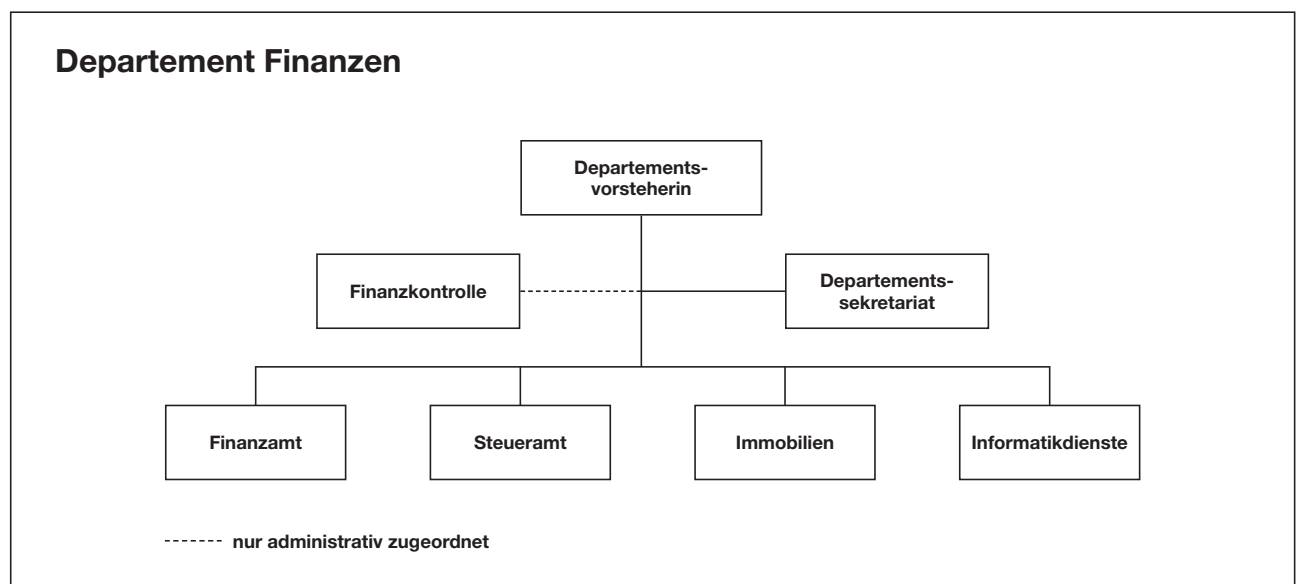 Departement Finanzen
Departements-
vorsteherin
Finanzkontrolle
Departements-
sekretariat
Finanzamt
Steueramt
Immobilien
Informatikdienste
nur administrativ zugeordnet